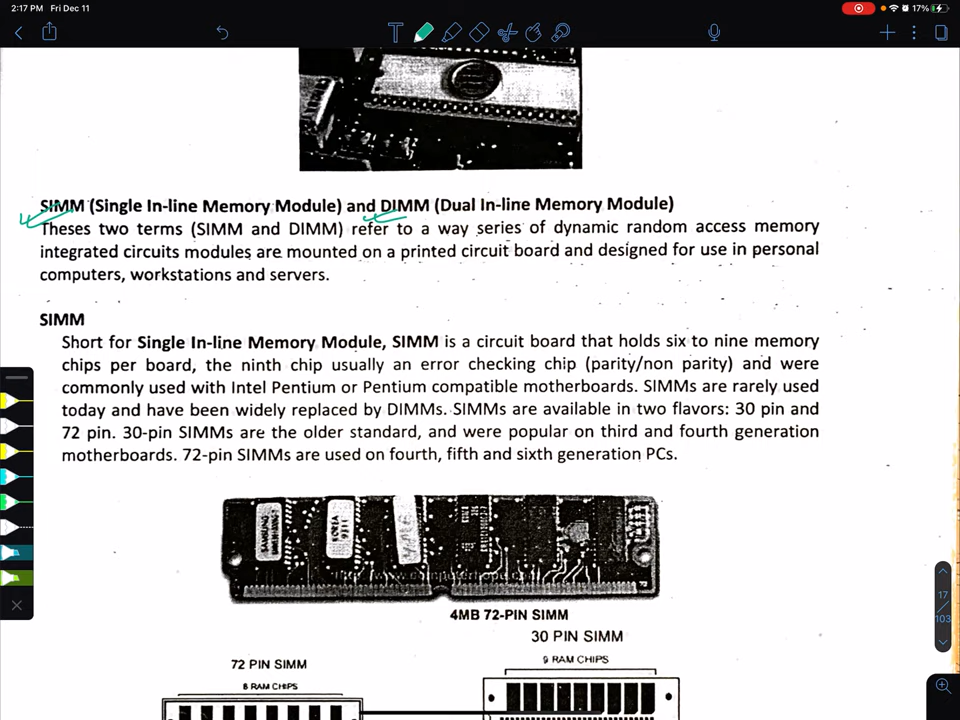 2:17 PM Fri Dec 11
17%
SIMM (Single In-line Memory Module) and DIMM (Dual In-line Memory Module)
Theses two terms (SIMM and DIMM) refer to a way series of dynamic random access memory
integrated circuits modules are mounted on a printed circuit board and designed for use in personal
computers, workstations and servers.
SIMM
Short for Single In-line Memory Module, SIMM is a circuit board that holds six to nine memory
chips per board, the ninth chip usually an error checking chip (parity/non parity) and were
commonly used with Intel Pentium or Pentium compatible motherboards. SIMMs are rarely used
today and have been widely replaced by DIMMs. SIMMs are available in two flavors: 30 pin and
72 pin. 30-pin SIMMs are the older standard, and were popular on third and fourth generation
motherboards. 72-pin SIMMs are used on fourth, fifth and sixth generation PCs.
SAMSUNG
KOREA
http://www.computerhope.com
4MB 72-PIN SIMM
30 PIN SIMM
9 RAM CHIPS
72 PIN SIMM
8 RAM CHIPS
17
/
103